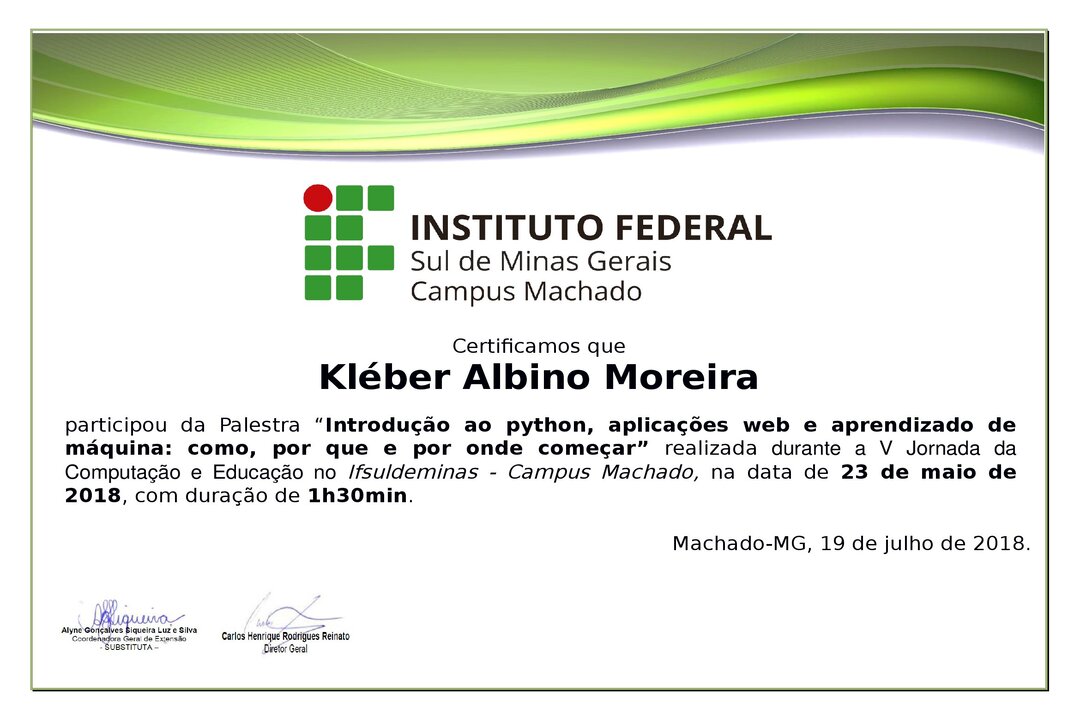 INSTITUTO FEDERAL
Sul de Minas Gerais
Campus Machado
Certificamos que
Kléber Albino Moreira
participou da Palestra “Introdução ao python, aplicações web e aprendizado de
máquina: como, por que e por onde começar” realizada durante a V Jornada da
Computação e Educação no Ifsuldeminas - Campus Machado, na data de 23 de maio de
2018, com duração de 1h30min.
Machado-MG, 19 de julho de 2018.
Alyne Gonçalves Siqueira Luz e Silva
Coordenadora Geral de Extensão
- SUBSTITUTA –
Carlos Henrique Rodrigues Reinato
Diretor Geral